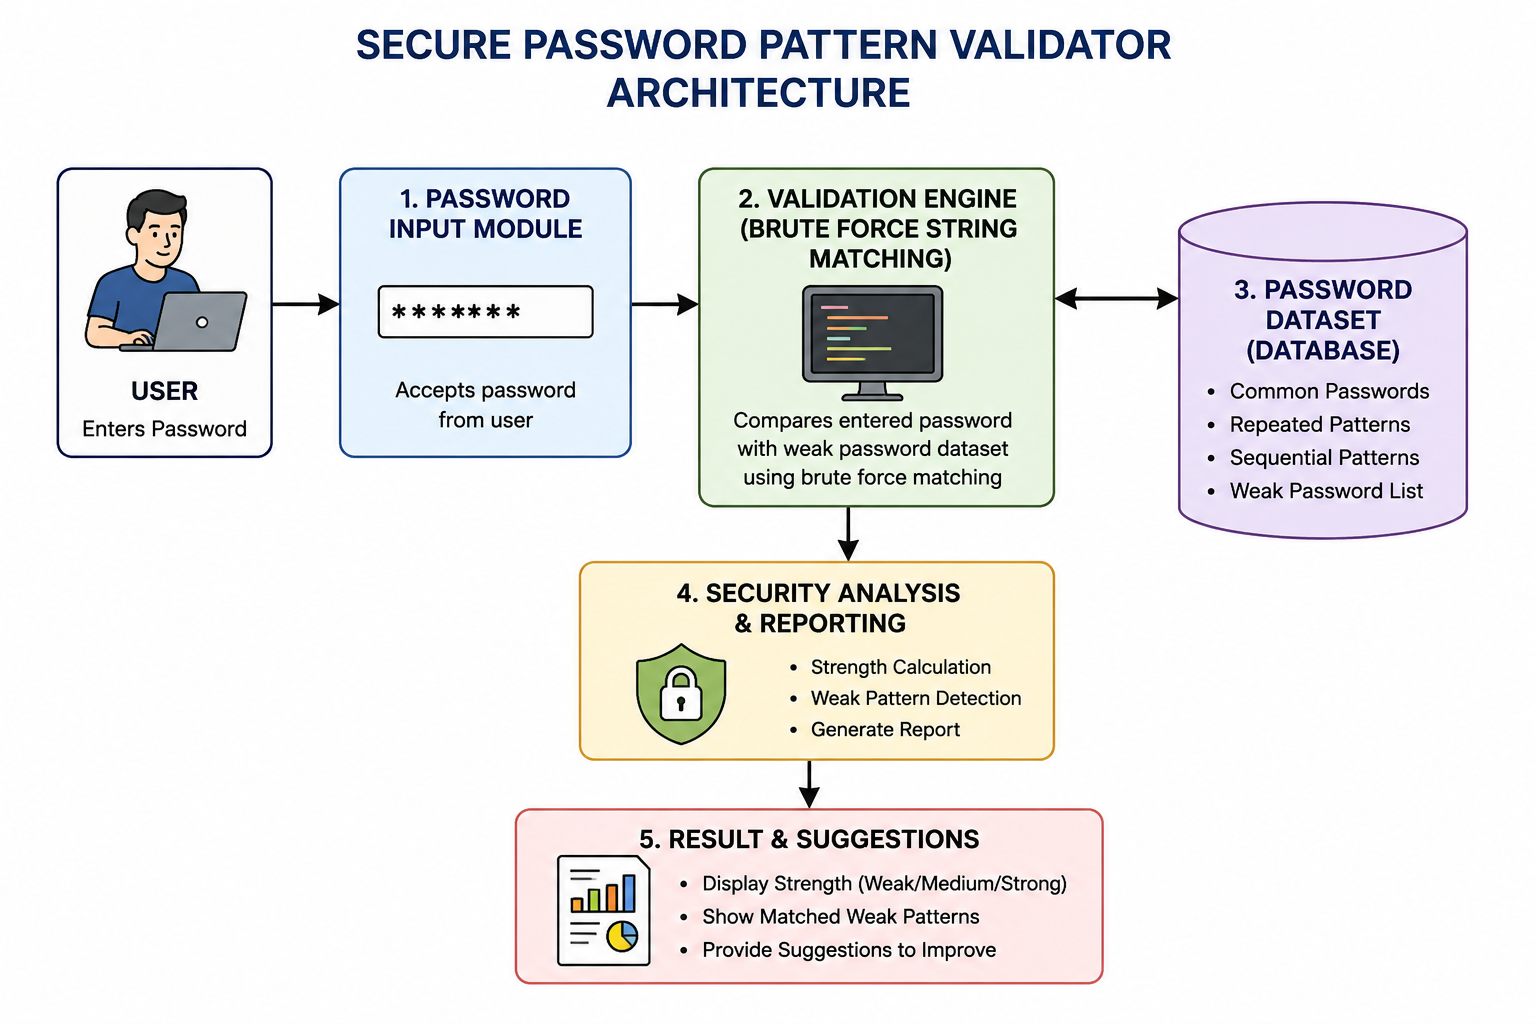 SECURE PASSWORD PATTERN VALIDATOR
ARCHITECTURE
USER
Enters Password
1. PASSWORD
INPUT MODULE
*******
Accepts password
from user
2. VALIDATION ENGINE
(BRUTE FORCE STRING
MATCHING)
Compares entered password
with weak password dataset
using brute force matching
3. PASSWORD
DATASET
(DATABASE)
• Common Passwords
• Repeated Patterns
• Sequential Patterns
• Weak Password List
4. SECURITY ANALYSIS
& REPORTING
• Strength Calculation
• Weak Pattern Detection
• Generate Report
5. RESULT & SUGGESTIONS
• Display Strength (Weak/Medium/Strong)
• Show Matched Weak Patterns
• Provide Suggestions to Improve